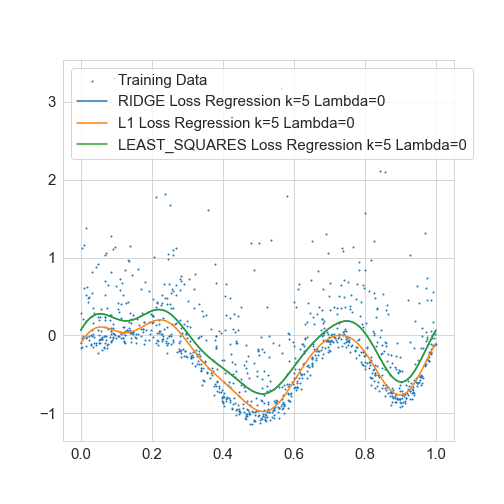 Training Data
RIDGE Loss Regression k=5 Lambda=0
L1 Loss Regression k=5 Lambda=0
LEAST_SQUARES Loss Regression k=5 Lambda=0
3
2
1
0
−1
0.0 0.2 0.4 0.6 0.8 1.0